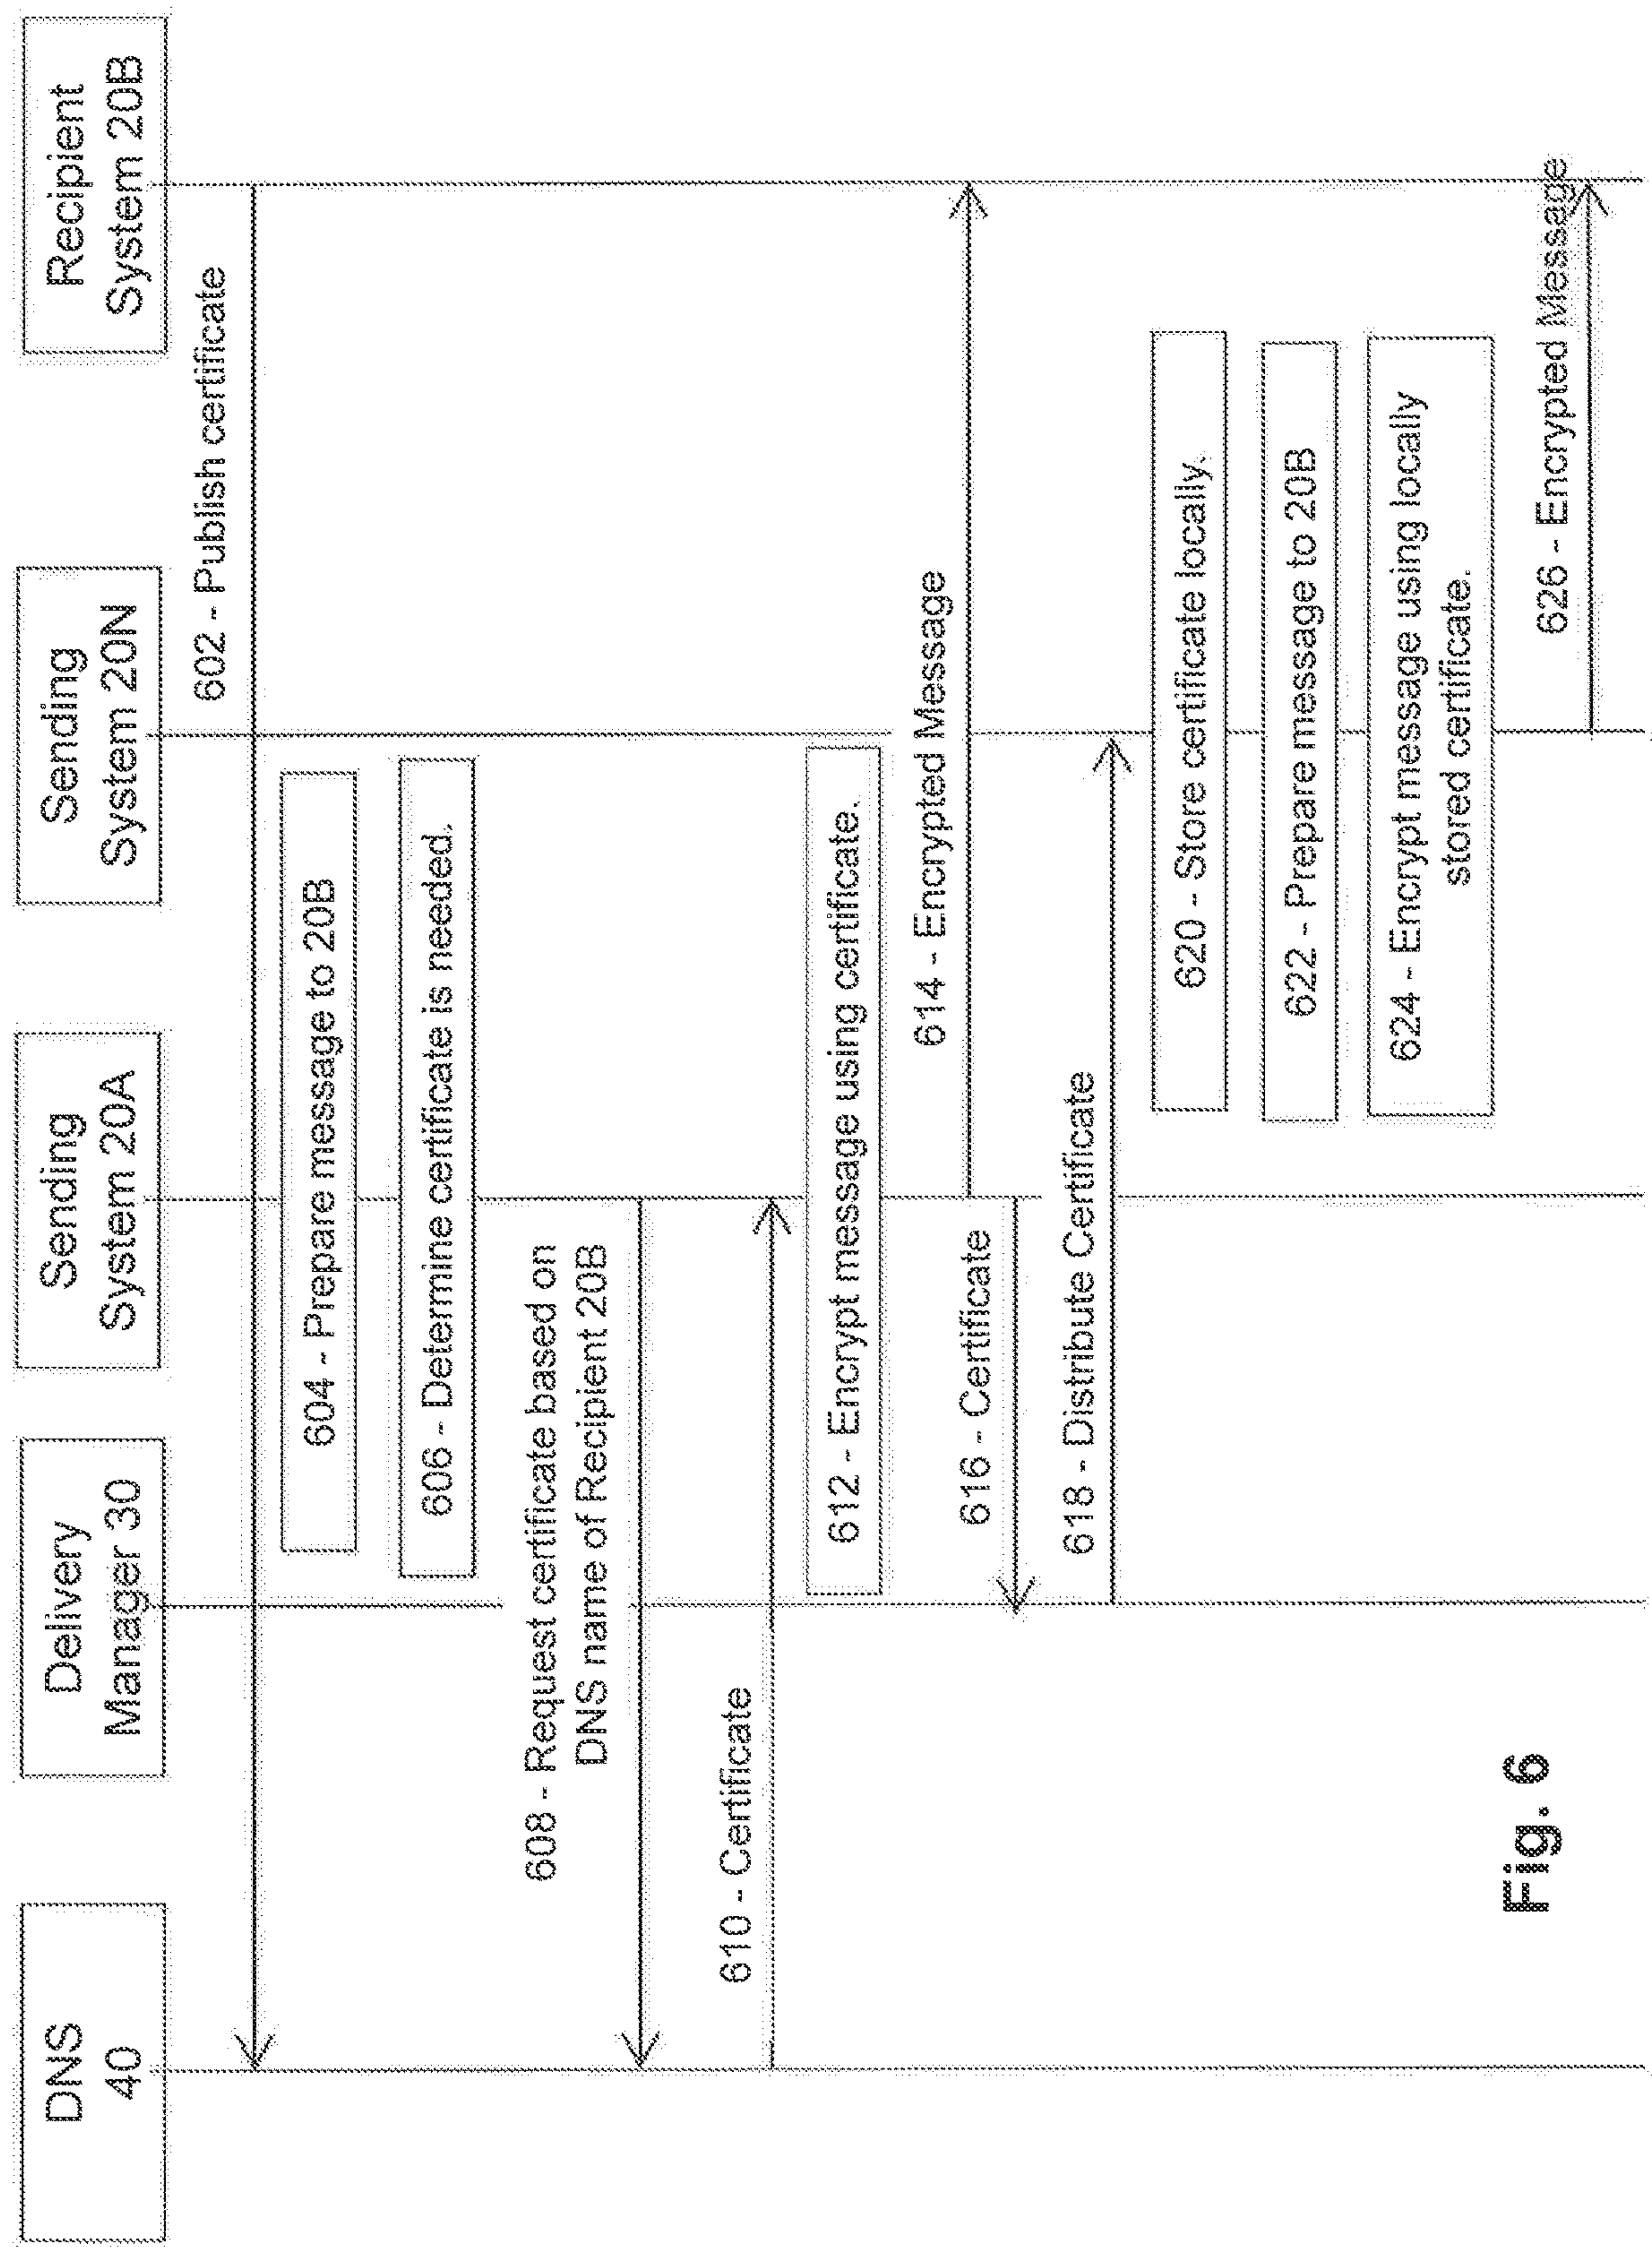 DNS
40
Delivery
Manager 30
Sending
System 20A
Sending
System 20N
Recipient
System 20B
602 - Publish certificate
604 - Prepare message to 20B
606 - Determine certificate is needed.
608 - Request certificate based on
DNS name of Recipient 20B
610 - Certificate
612 - Encrypt message using certificate.
614 - Encrypted Message
616 - Certificate
618 - Distribute Certificate
620 - Store certificate locally.
622 - Prepare message to 20B
624 - Encrypt message using locally
stored certificate.
626 - Encrypted Message
Fig. 6